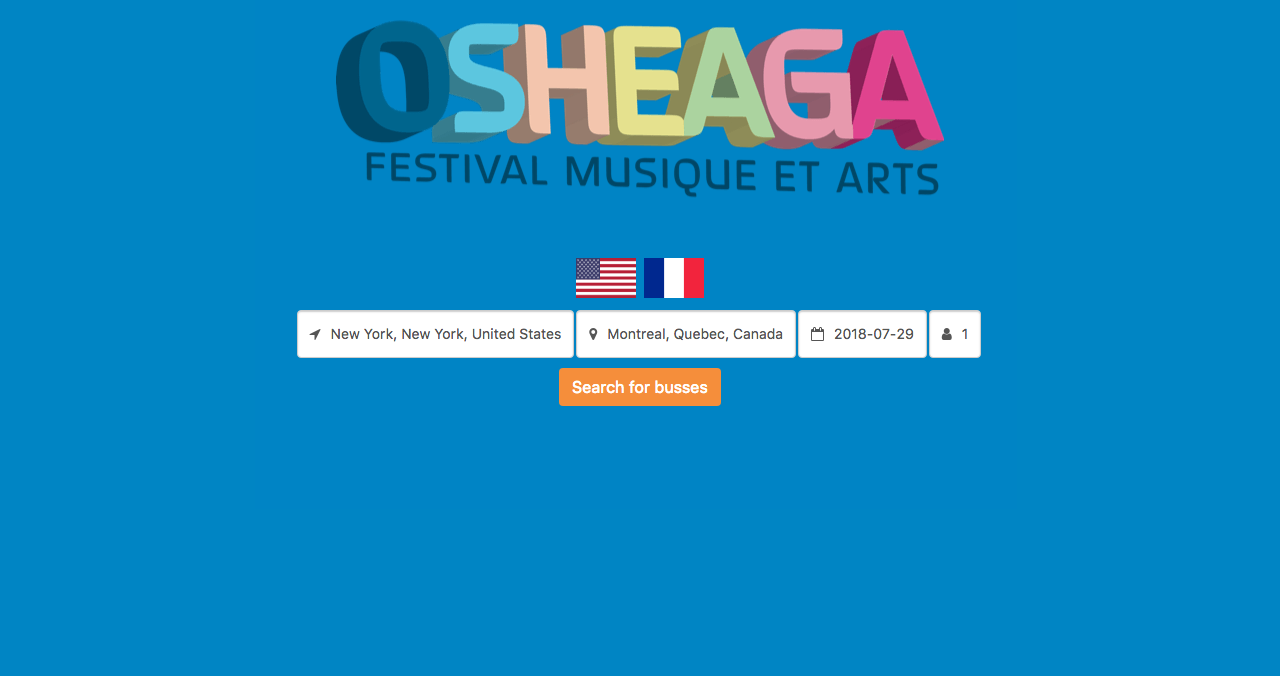 OSHEAGA
FESTIVAL MUSIQUE ET ARTS
New York, New York, United States Montreal, Quebec, Canada 2018-07-29 1
Search for busses